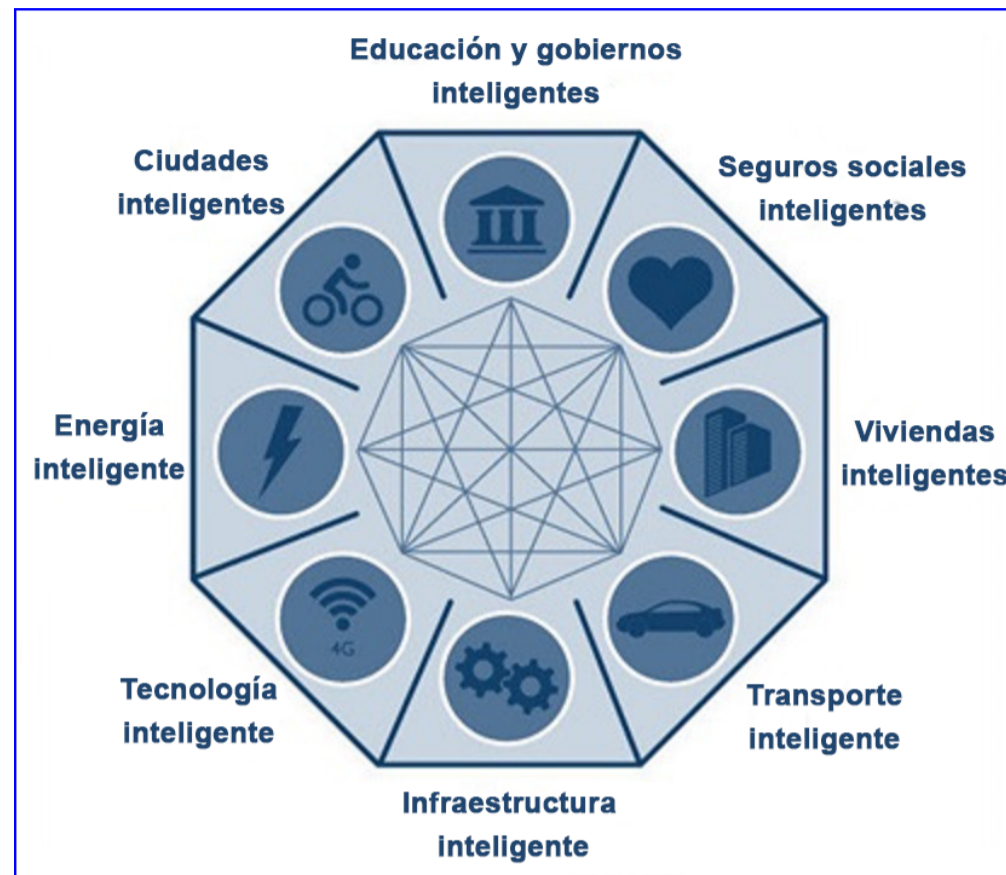 Educación y gobiernos
inteligentes
Ciudades
inteligentes
Seguros sociales
inteligentes
Energía
inteligente
Viviendas
inteligentes
4G
Tecnología
inteligente
Transporte
inteligente
Infraestructura
inteligente